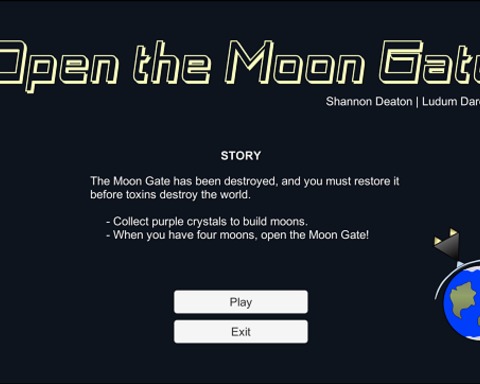 Open the Moon Gat
Shannon Deaton | Ludum Dar
STORY
The Moon Gate has been destroyed, and you must restore it
before toxins destroy the world.
- Collect purple crystals to build moons.
- When you have four moons, open the Moon Gate!
Play
Exit